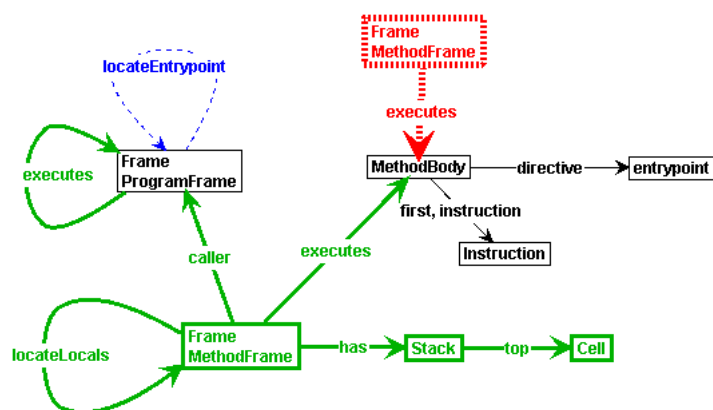 Frame
MethodFrame
locateEntrypoint
executes
Frame
ProgramFrame
executes
MethodBody
directive
entrypoint
first, instruction
Instruction
caller
executes
Frame
MethodFrame
locateLocals
has
Stack
top
Cell